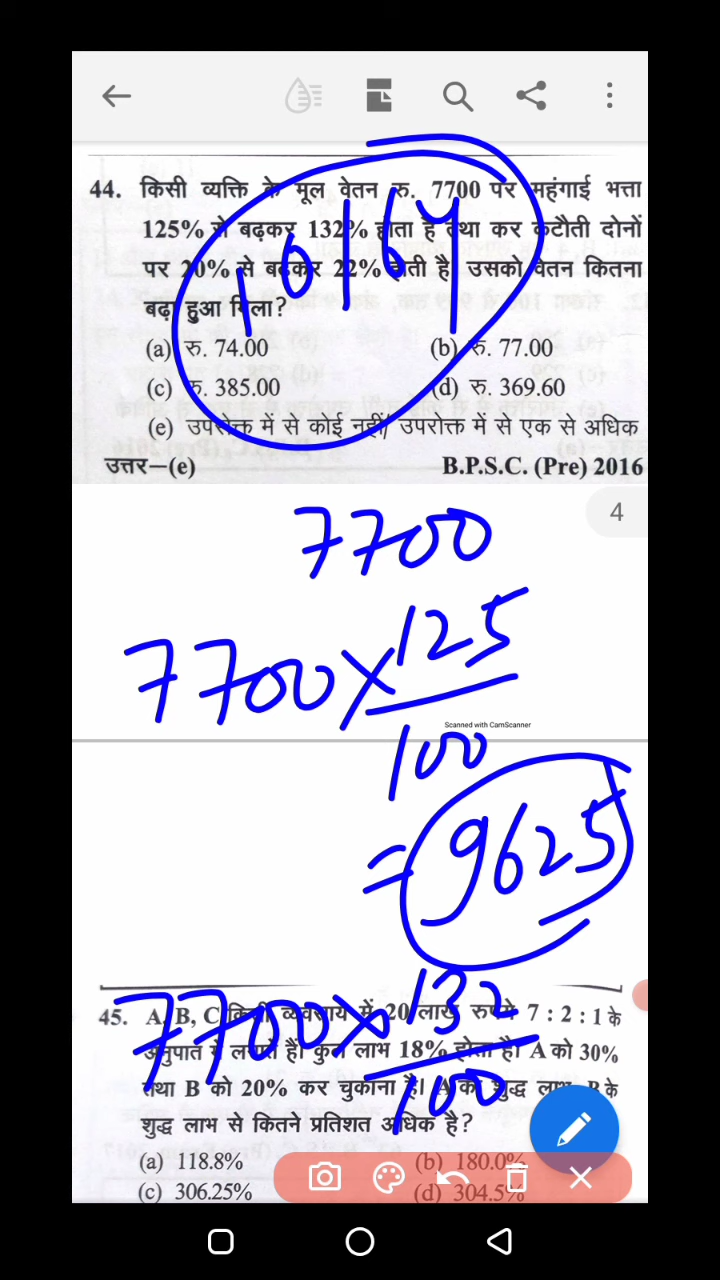 44. किसी व्यक्ति के मूल वेतन रु. 7700 पर महंगाई भत्ता
125% से बढ़कर 132% होता है तथा कर कटौती दोनों
पर 20% से बढ़कर 22% होती है। उसको वेतन कितना
बढ़ा हुआ मिला?
10164
(a) रु. 74.00 (b) रु. 77.00
(c) रु. 385.00 (d) रु. 369.60
(e) उपरोक्त में से कोई नहीं/ उपरोक्त में से एक से अधिक
उत्तर–(e) B.P.S.C. (Pre) 2016
4
7700
7700×125
Scanned with CamScanner
100
= 9625
7700×132
100
45. A, B, C किसी व्यवसाय में 20 लाख रुपये 7 : 2 : 1 के
अनुपात में लगाते हैं। कुल लाभ 18% होता है। A को 30%
तथा B को 20% कर चुकाना है। A का शुद्ध लाभ B के
शुद्ध लाभ से कितने प्रतिशत अधिक है?
(a) 118.8% (b) 180.0%
(c) 306.25% (d) 304.5%